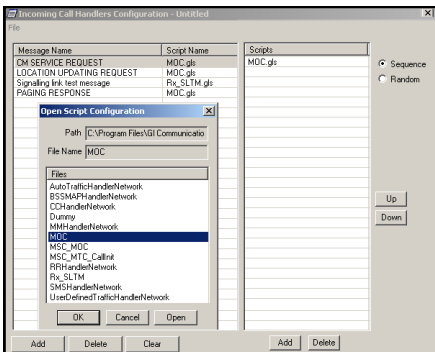 Incoming Call Handlers Configuration - Untitled
File
Message Name Script Name
CM SERVICE REQUEST MOC.gls
LOCATION UPDATING REQUEST MOC.gls
Signalling link test message Rx_SLTM.gls
PAGING RESPONSE MOC.gls
Scripts
MOC.gls
Sequence
Random
Open Script Configuration
Path C:\Program Files\Gl Communicatio
File Name MOC
Files
AutoTrafficHandlerNetwork
BSSMAPHandlerNetwork
CCHandlerNetwork
Dummy
MMHandlerNetwork
MOC
MSC_MOC
MSC_MTC_CallInit
RRHandlerNetwork
Rx_SLTM
SMSHandlerNetwork
UserDefinedTrafficHandlerNetwork
OK Cancel Open
Up
Down
Add Delete Clear
Add Delete